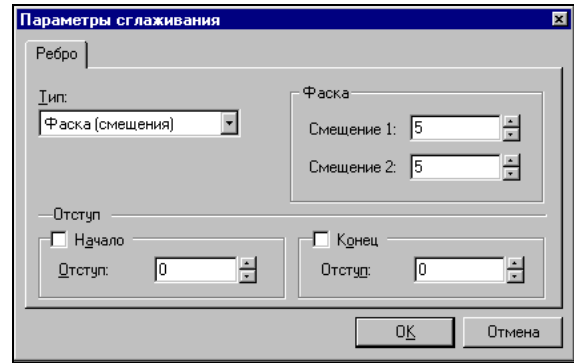 Параметры сглаживания
Ребро
Тип:
Фаска (смещения)
Фаска
Смещение 1: 5
Смещение 2: 5
Отступ
Начало
Отступ: 0
Конец
Отступ: 0
OK
Отмена